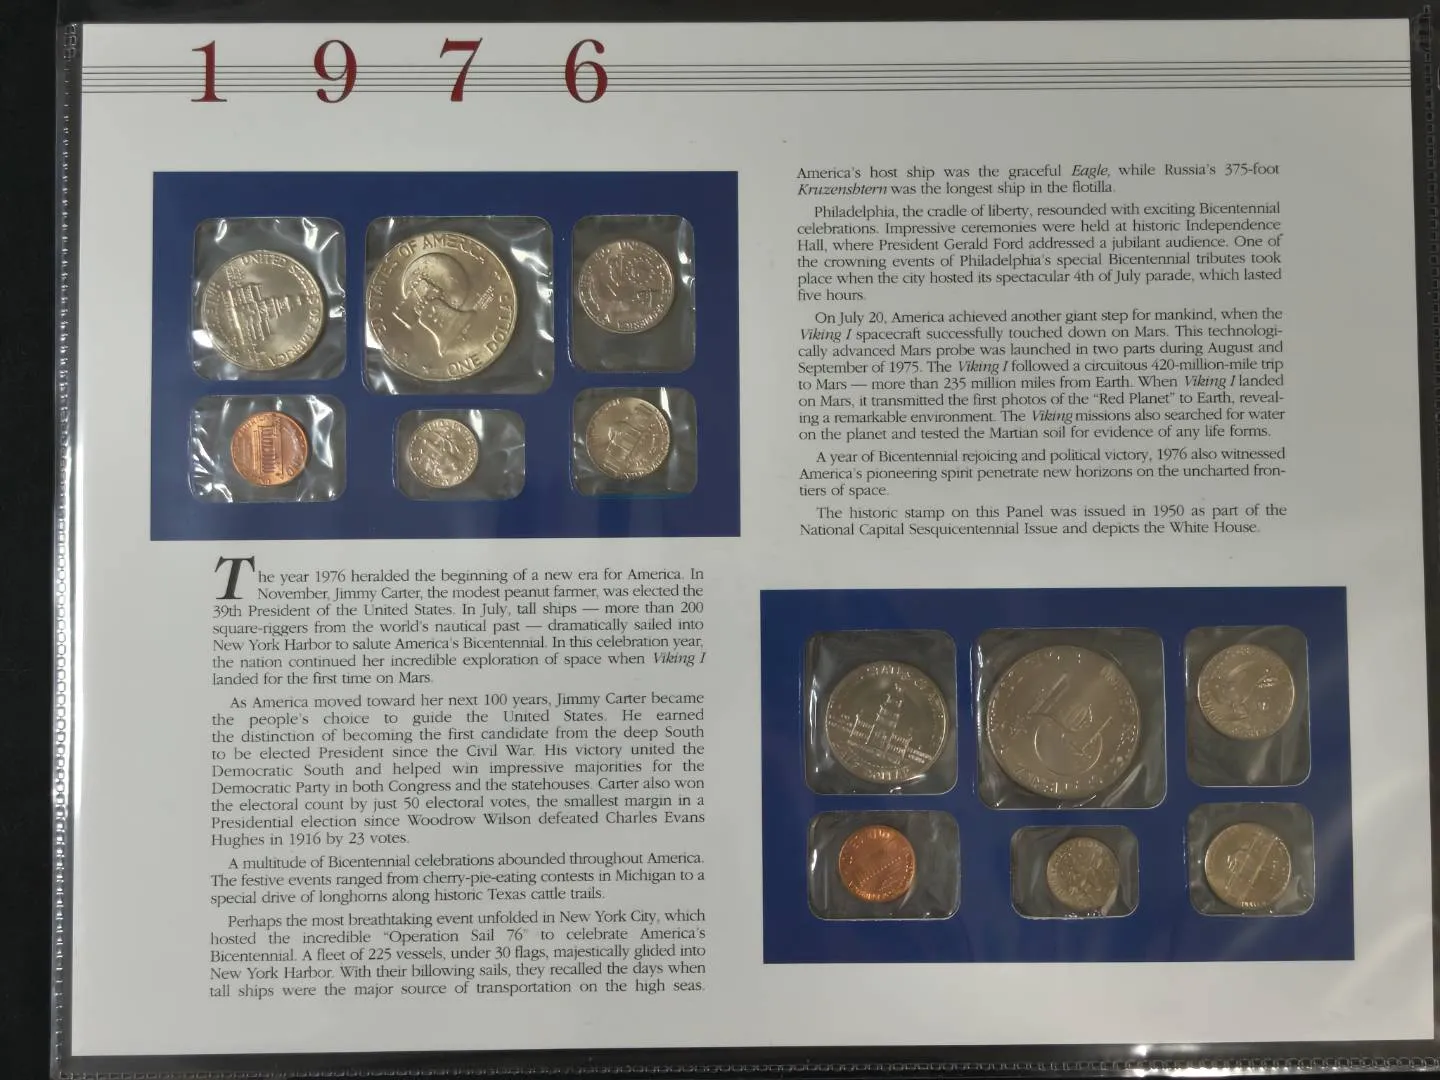 1976
The year 1976 heralded the beginning of a new era for America. In
November, Jimmy Carter, the modest peanut farmer, was elected the
39th President of the United States. In July, tall ships — more than 200
square-riggers from the world's nautical past — dramatically sailed into
New York Harbor to salute America's Bicentennial. In this celebration year,
the nation continued her incredible exploration of space when Viking I
landed for the first time on Mars.
As America moved toward her next 100 years, Jimmy Carter became
the people's choice to guide the United States. He earned
the distinction of becoming the first candidate from the deep South
to be elected President since the Civil War. His victory united the
Democratic South and helped win impressive majorities for the
Democratic Party in both Congress and the statehouses. Carter also won
the electoral count by just 50 electoral votes, the smallest margin in a
Presidential election since Woodrow Wilson defeated Charles Evans
Hughes in 1916 by 23 votes.
A multitude of Bicentennial celebrations abounded throughout America.
The festive events ranged from cherry-pie-eating contests in Michigan to a
special drive of longhorns along historic Texas cattle trails.
Perhaps the most breathtaking event unfolded in New York City, which
hosted the incredible “Operation Sail 76” to celebrate America's
Bicentennial. A fleet of 225 vessels, under 30 flags, majestically glided into
New York Harbor. With their billowing sails, they recalled the days when
tall ships were the major source of transportation on the high seas.
America's host ship was the graceful Eagle, while Russia's 375-foot
Kruzenshtern was the longest ship in the flotilla.
Philadelphia, the cradle of liberty, resounded with exciting Bicentennial
celebrations. Impressive ceremonies were held at historic Independence
Hall, where President Gerald Ford addressed a jubilant audience. One of
the crowning events of Philadelphia's special Bicentennial tributes took
place when the city hosted its spectacular 4th of July parade, which lasted
five hours.
On July 20, America achieved another giant step for mankind, when the
Viking I spacecraft successfully touched down on Mars. This technologi-
cally advanced Mars probe was launched in two parts during August and
September of 1975. The Viking I followed a circuitous 420-million-mile trip
to Mars — more than 235 million miles from Earth. When Viking I landed
on Mars, it transmitted the first photos of the “Red Planet” to Earth, reveal-
ing a remarkable environment. The Viking missions also searched for water
on the planet and tested the Martian soil for evidence of any life forms.
A year of Bicentennial rejoicing and political victory, 1976 also witnessed
America's pioneering spirit penetrate new horizons on the uncharted fron-
tiers of space.
The historic stamp on this Panel was issued in 1950 as part of the
National Capital Sesquicentennial Issue and depicts the White House.
UNITED STATES OF AMERICA
STATES OF AMERICA
ONE DOLLAR